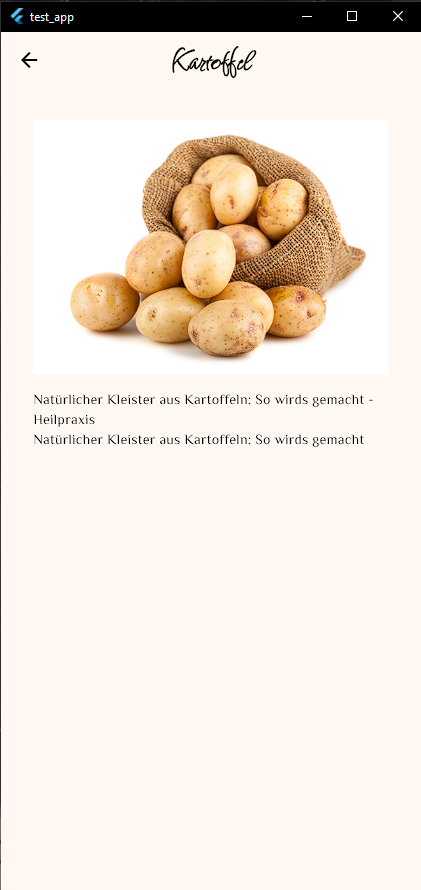 test_app
Kartoffel
Natürlicher Kleister aus Kartoffeln: So wirds gemacht -
Heilpraxis
Natürlicher Kleister aus Kartoffeln: So wirds gemacht